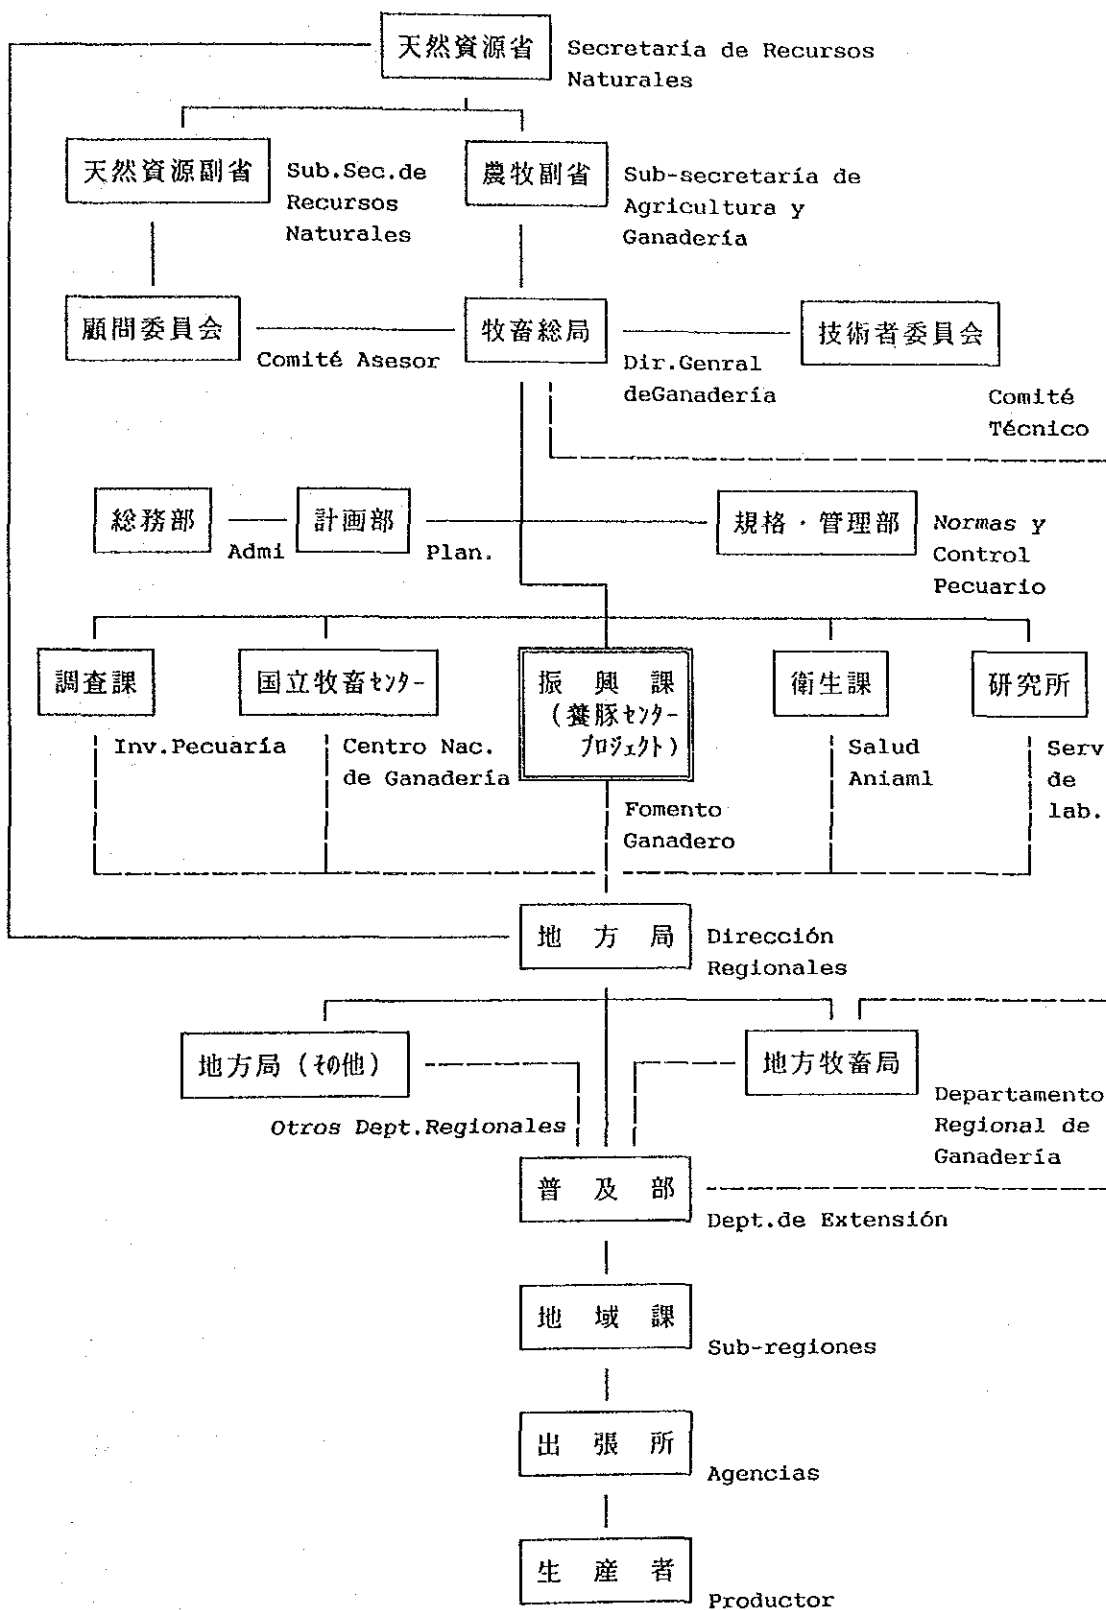 天然資源省
Secretaría de Recursos
Naturales
天然資源副省
Sub.Sec.de
Recursos
Naturales
農牧副省
Sub-secretaría de
Agricultura y
Ganadería
顧問委員会
Comité Asesor
牧畜総局
Dir.Genral
deGanadería
技術者委員会
Comité
Técnico
総務部
Admi
計画部
Plan.
規格・管理部
Normas y
Control
Pecuario
調査課
Inv.Pecuaría
国立牧畜センター
Centro Nac.
de Ganadería
振興課
(養豚センター
プロジェクト)
Fomento
Ganadero
衛生課
Salud
Aniaml
研究所
Serv
de
lab.
地方局
Dirección
Regionales
地方局(その他)
Otros Dept.Regionales
地方牧畜局
Departamento
Regional de
Ganadería
普及部
Dept.de Extensión
地域課
Sub-regiones
出張所
Agencias
生産者
Productor